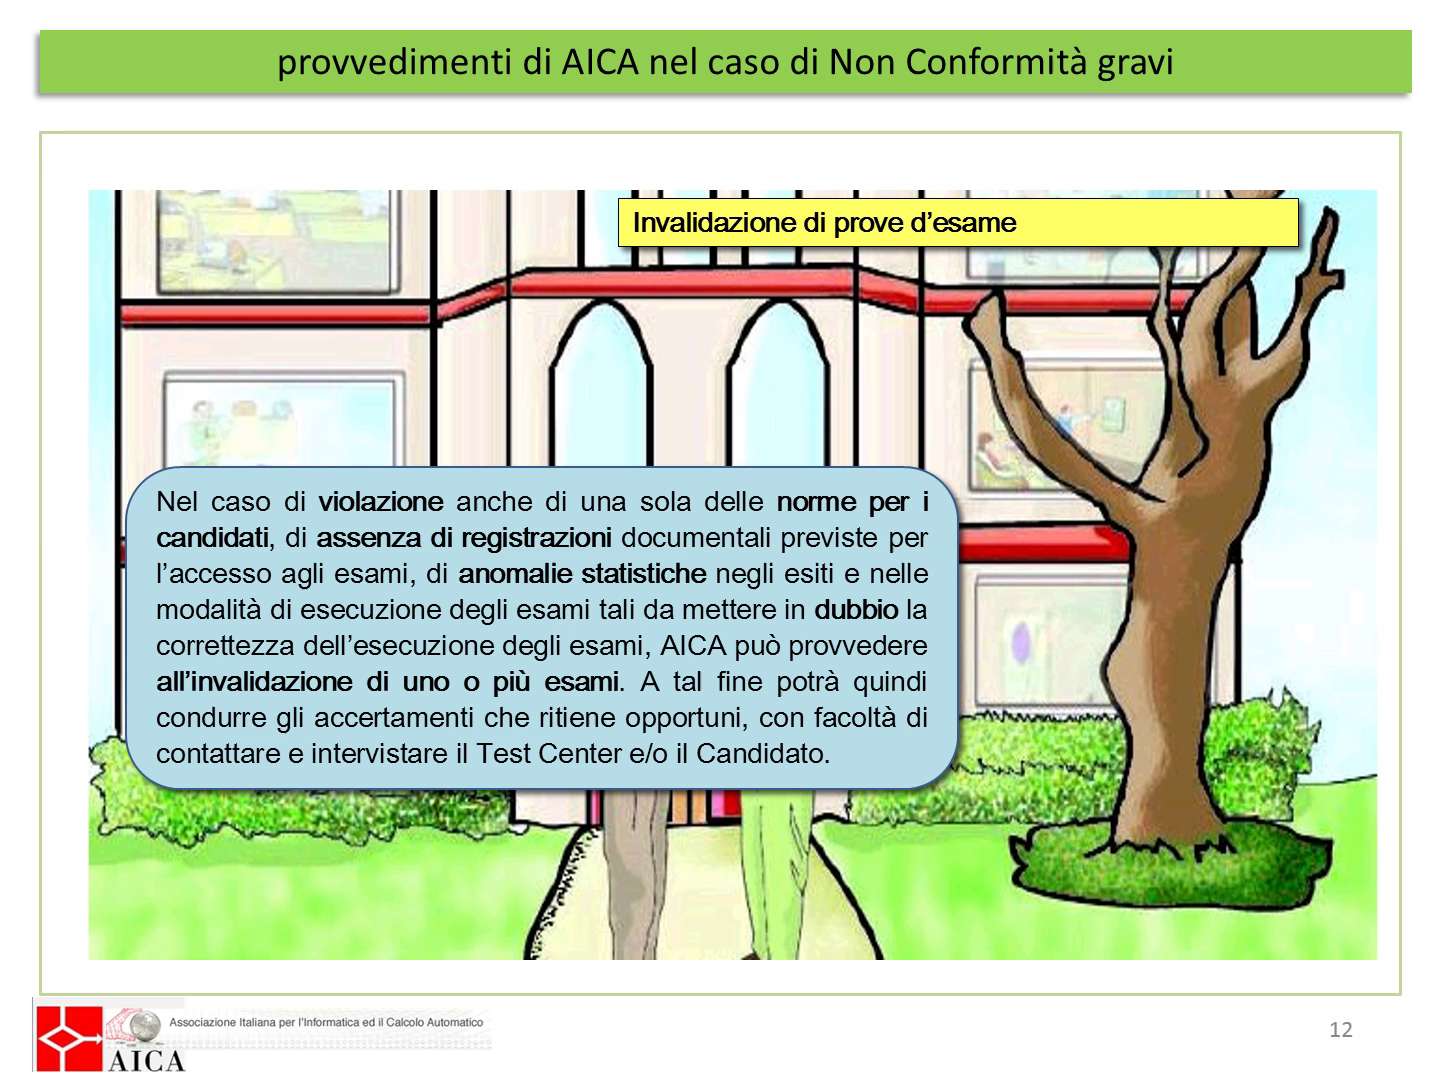 provvedimenti di AICA nel caso di Non Conformità gravi
Invalidazione di prove d’esame
Nel caso di violazione anche di una sola delle norme per i
candidati, di assenza di registrazioni documentali previste per
l’accesso agli esami, di anomalie statistiche negli esiti e nelle
modalità di esecuzione degli esami tali da mettere in dubbio la
correttezza dell’esecuzione degli esami, AICA può provvedere
all’invalidazione di uno o più esami. A tal fine potrà quindi
condurre gli accertamenti che ritiene opportuni, con facoltà di
contattare e intervistare il Test Center e/o il Candidato.
Associazione Italiana per l'Informatica ed il Calcolo Automatico
AICA
12